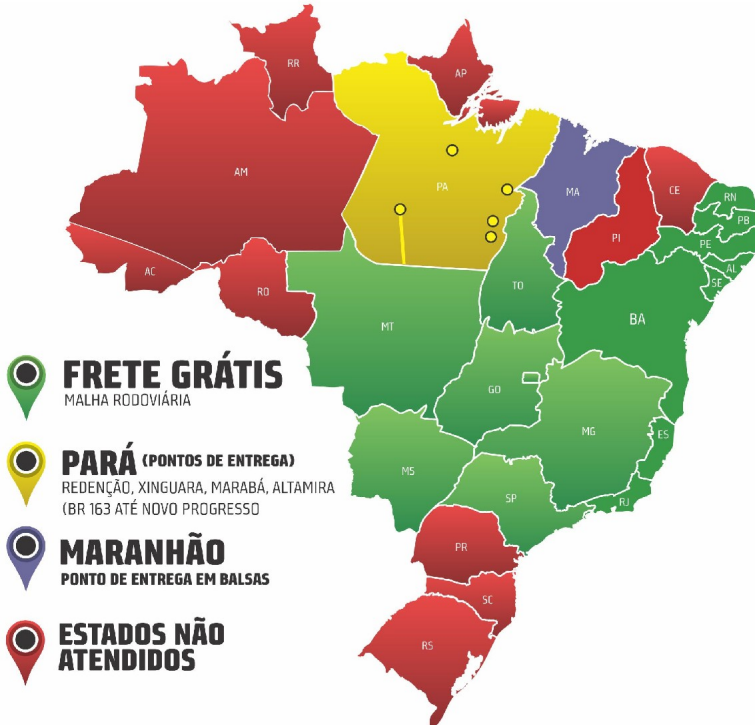 RR
AP
AM
PA
MA
CE
RN
PB
PI
PE
AL
SE
AC
RO
TO
MT
BA
GO
MG
ES
MS
SP
RJ
PR
SC
RS
FRETE GRÁTIS
MALHA RODOVIÁRIA
PARÁ (PONTOS DE ENTREGA)
REDENÇÃO, XINGUARA, MARABÁ, ALTAMIRA
(BR 163 ATÉ NOVO PROGRESSO
MARANHÃO
PONTO DE ENTREGA EM BALSAS
ESTADOS NÃO
ATENDIDOS